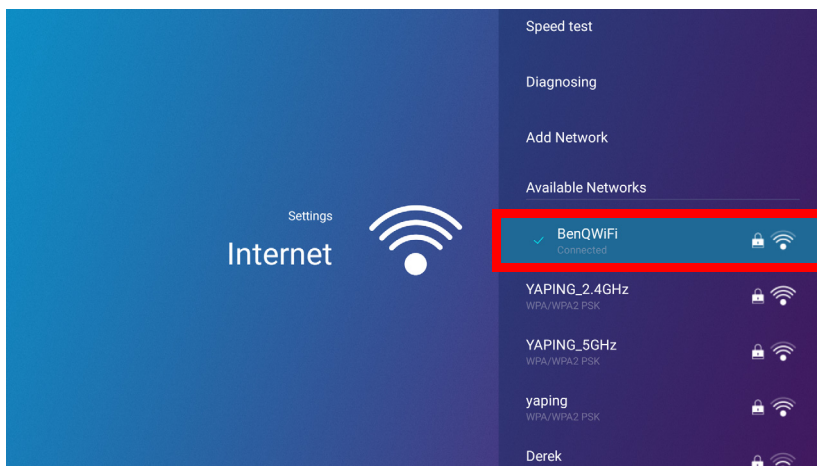 Speed test
Diagnosing
Add Network
Available Networks
Settings
Internet
BenQWiFi
Connected
YAPING_2.4GHz
WPA/WPA2 PSK
YAPING_5GHz
WPA/WPA2 PSK
yaping
WPA/WPA2 PSK
Derek